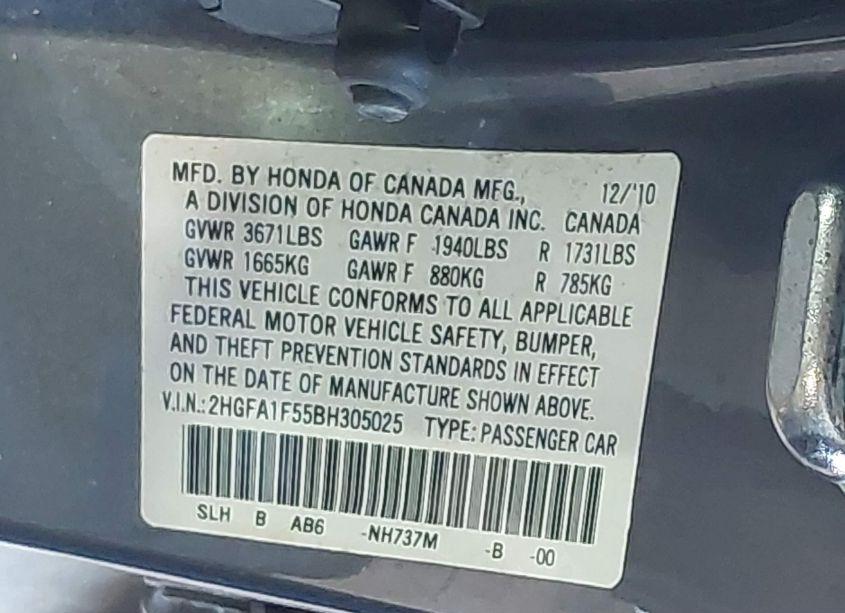 MFD. BY HONDA OF CANADA MFG., 12/'10
A DIVISION OF HONDA CANADA INC. CANADA
GVWR 3671LBS GAWR F 1940LBS R 1731LBS
GVWR 1665KG GAWR F 880KG R 785KG
THIS VEHICLE CONFORMS TO ALL APPLICABLE
FEDERAL MOTOR VEHICLE SAFETY, BUMPER,
AND THEFT PREVENTION STANDARDS IN EFFECT
ON THE DATE OF MANUFACTURE SHOWN ABOVE.
V.I.N.: 2HGFA1F55BH305025 TYPE: PASSENGER CAR
SLH B AB6 -NH737M -B -00